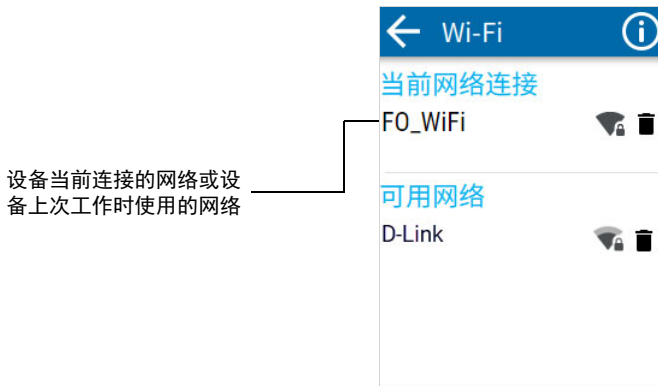 Wi-Fi
当前网络连接
FO_WiFi
设备当前连接的网络或设
备上次工作时使用的网络
可用网络
D-Link